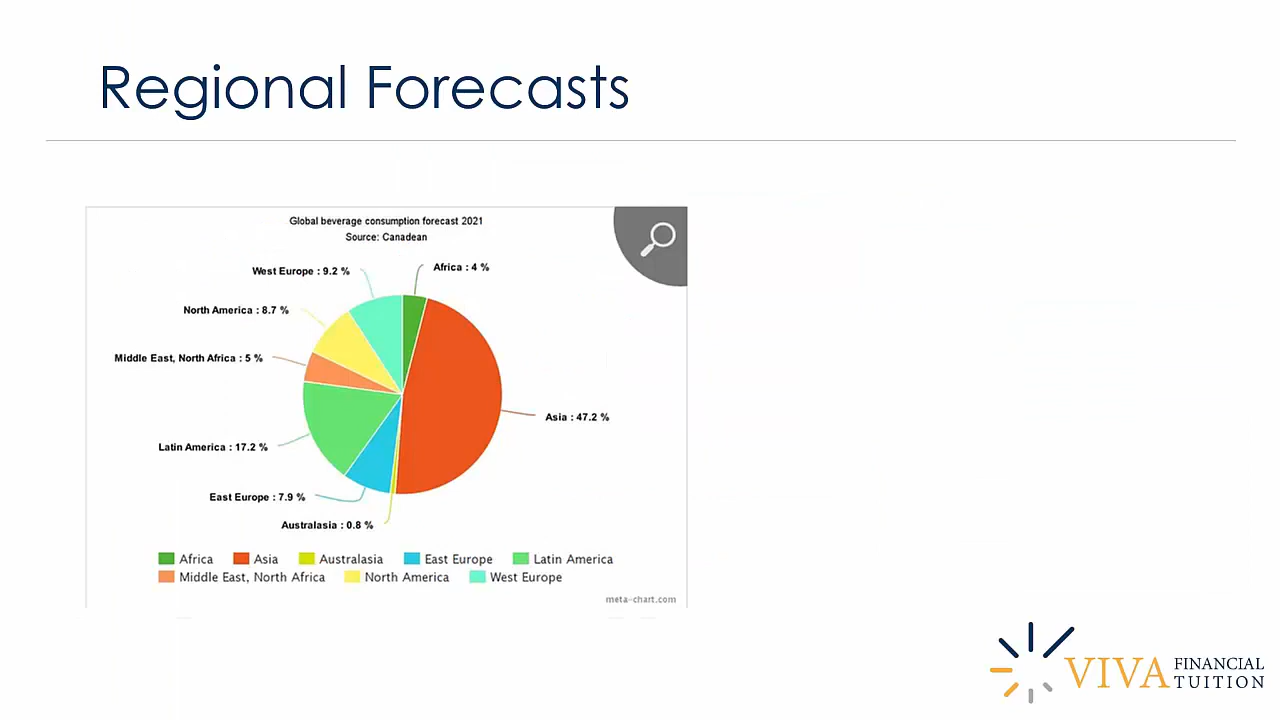 Regional Forecasts
Global beverage consumption forecast 2021
Source: Canadean
West Europe : 9.2 %
Africa : 4 %
North America : 8.7 %
Middle East, North Africa : 5 %
Asia : 47.2 %
Latin America : 17.2 %
East Europe : 7.9 %
Australasia : 0.8 %
Africa Asia Australasia East Europe Latin America
Middle East, North Africa North America West Europe
meta-chart.com
VIVA FINANCIAL
TUITION